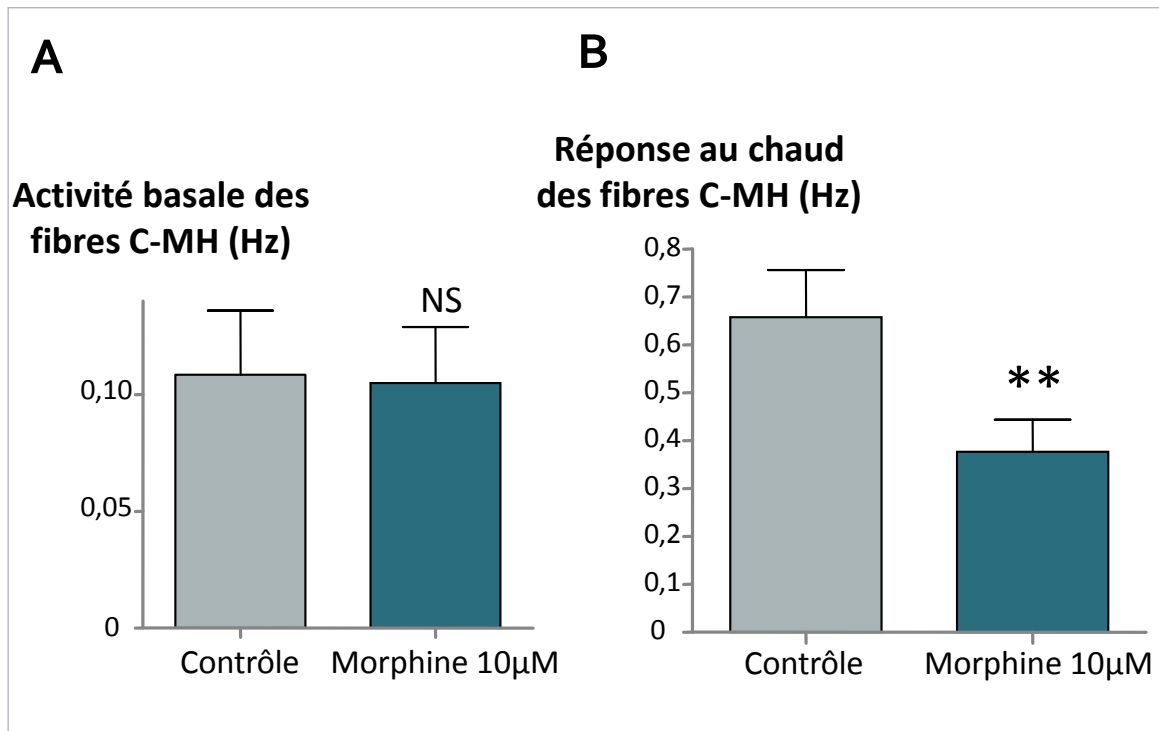 A
Activité basale des
fibres C-MH (Hz)
NS
0,10
0,05
0
Contrôle
Morphine 10µM
B
Réponse au chaud
des fibres C-MH (Hz)
0,8
0,7
0,6
0,5
0,4
0,3
0,2
0,1
0
**
Contrôle
Morphine 10µM